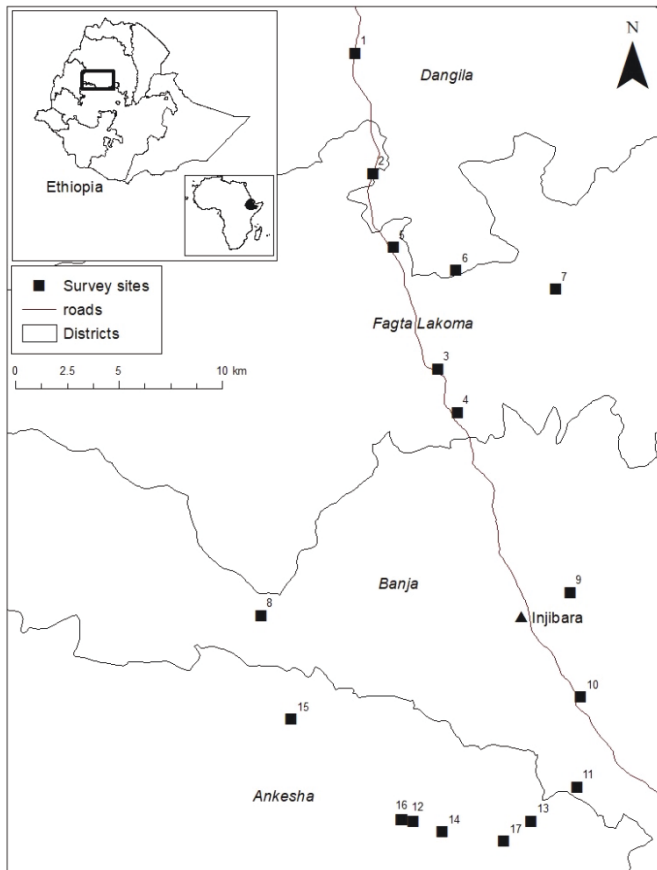 N
1
Dangila
2
Ethiopia
5
6
7
Survey sites
roads
Districts
Fagta Lakoma
0 2.5 5 10 km
3
4
Banja
9
8
Injibara
10
15
11
Ankesha
16 12 13
14
17